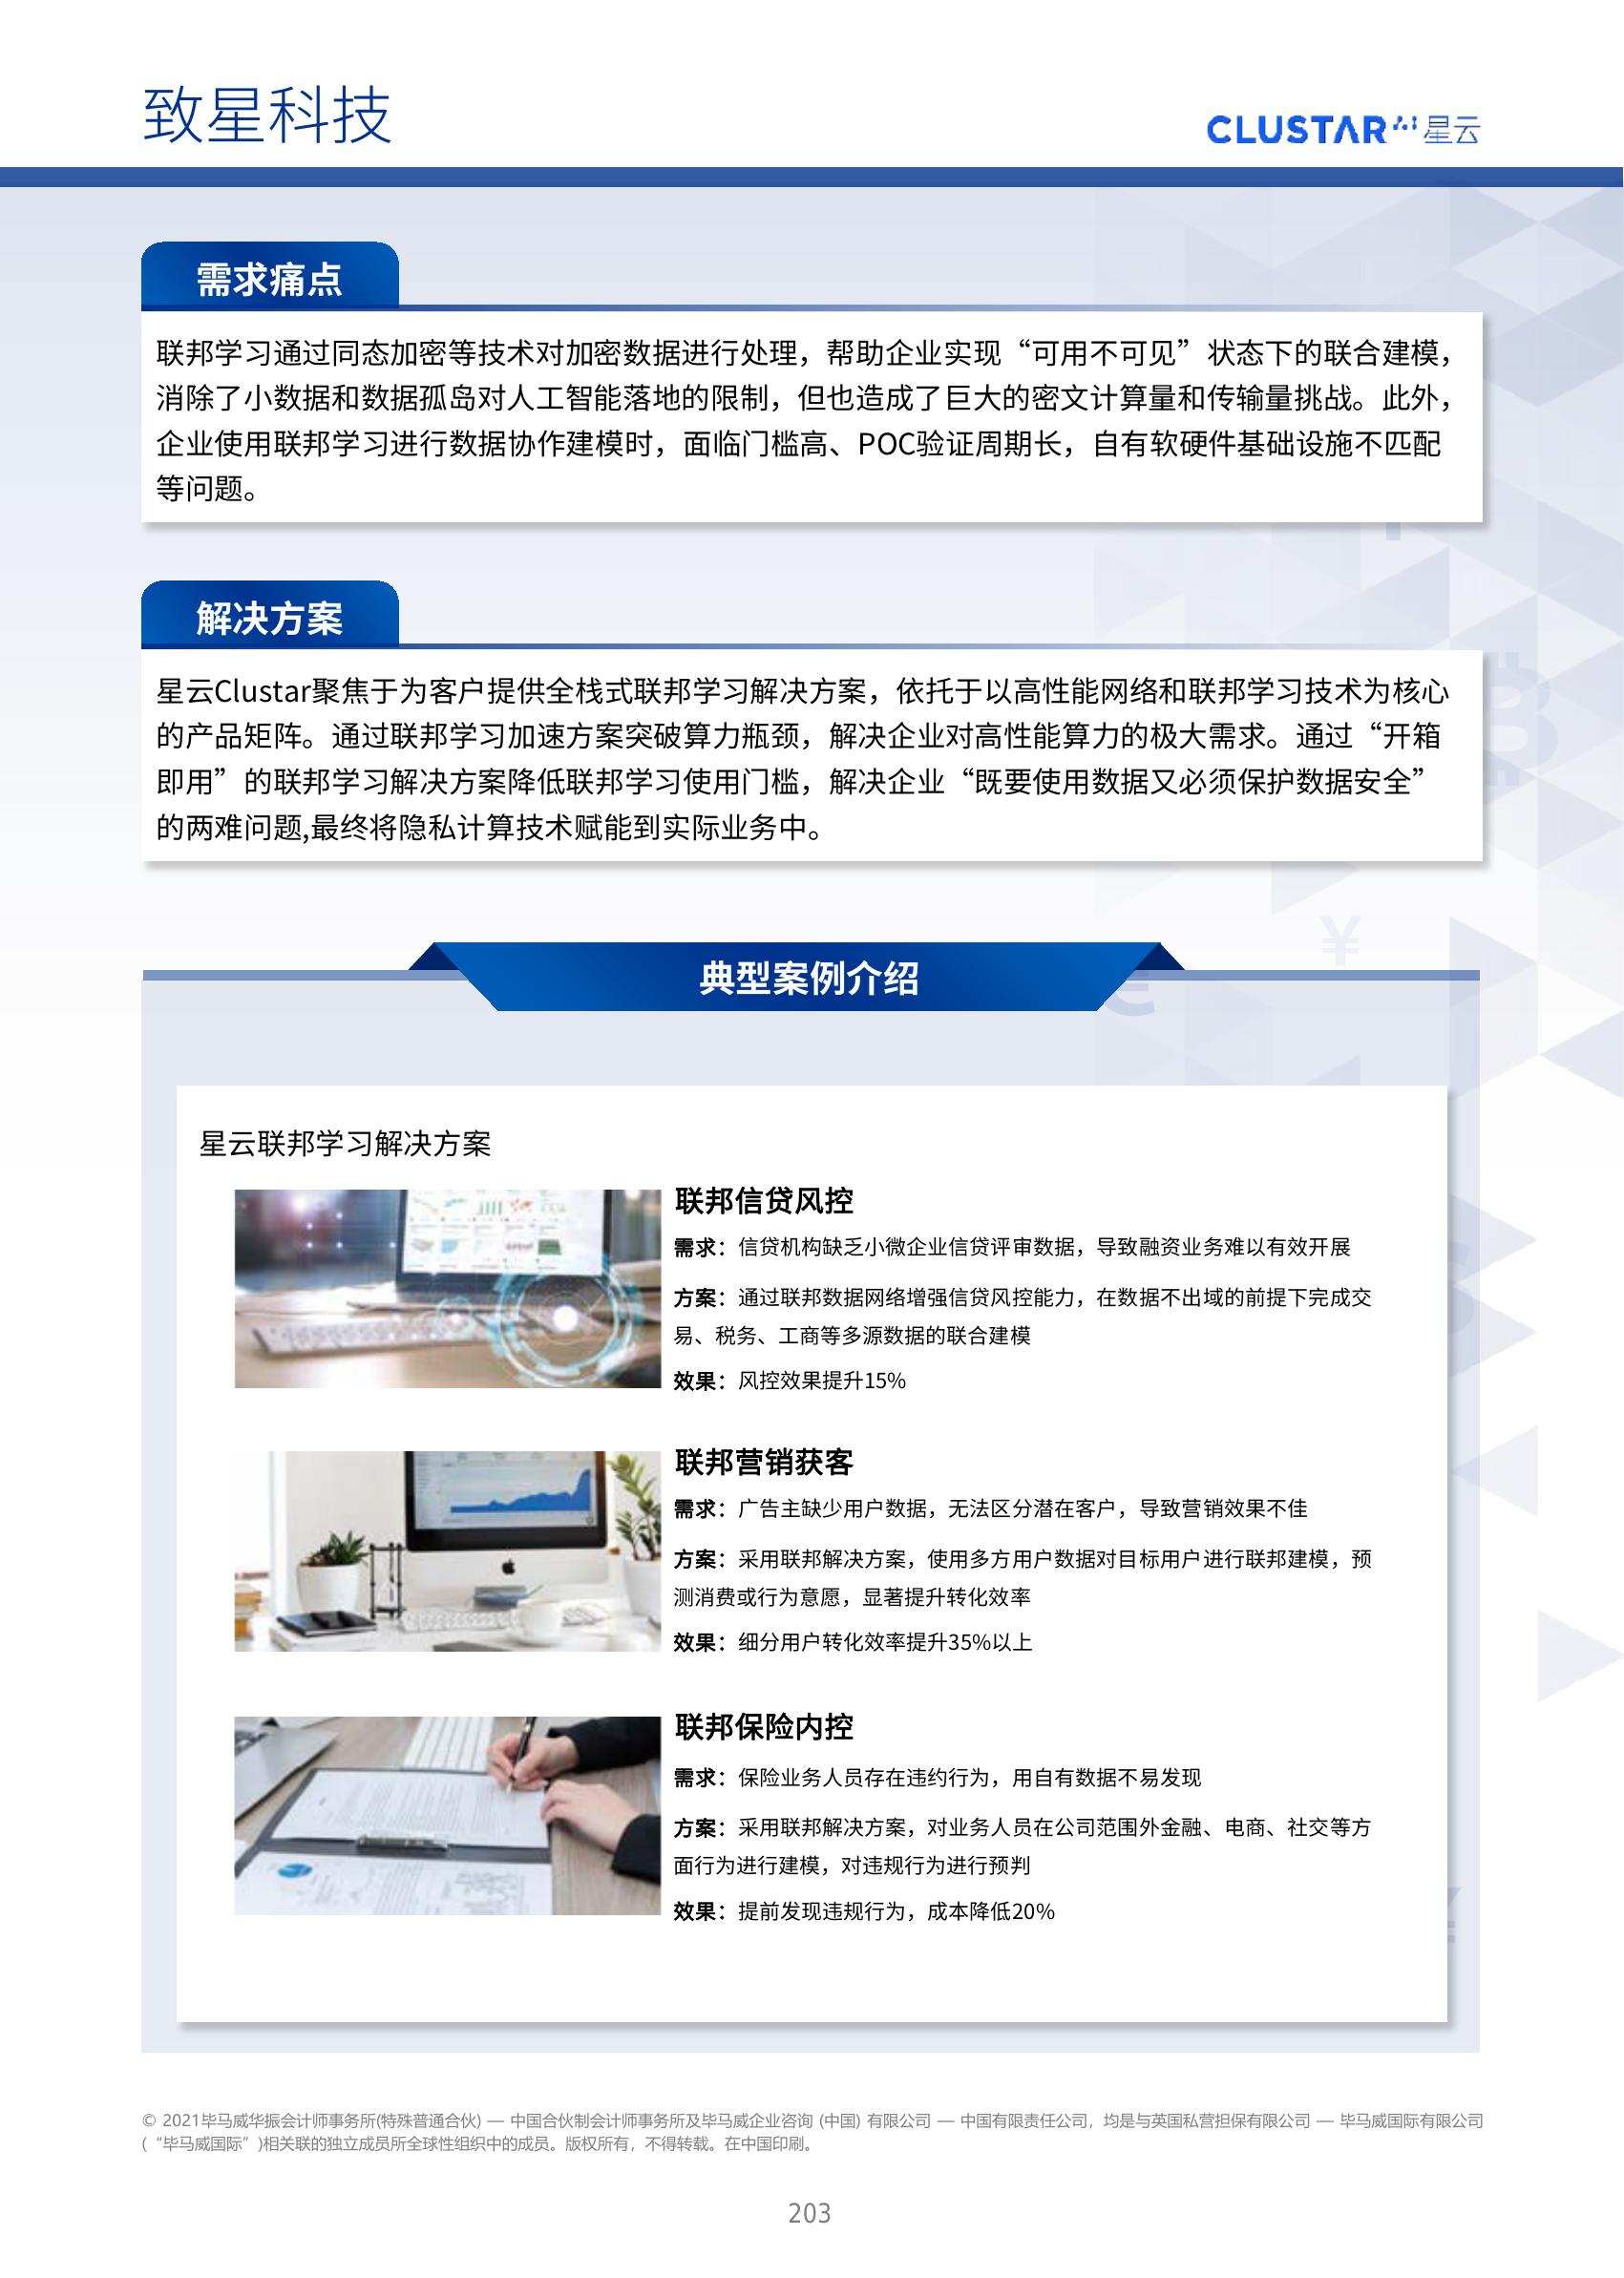 致星科技
CLUSTAR 星云
需求痛点
联邦学习通过同态加密等技术对加密数据进行处理，帮助企业实现“可用不可见”状态下的联合建模，
消除了小数据和数据孤岛对人工智能落地的限制，但也造成了巨大的密文计算量和传输量挑战。此外，
企业使用联邦学习进行数据协作建模时，面临门槛高、POC验证周期长，自有软硬件基础设施不匹配
等问题。
解决方案
星云Clustar聚焦于为客户提供全栈式联邦学习解决方案，依托于以高性能网络和联邦学习技术为核心
的产品矩阵。通过联邦学习加速方案突破算力瓶颈，解决企业对高性能算力的极大需求。通过“开箱
即用”的联邦学习解决方案降低联邦学习使用门槛，解决企业“既要使用数据又必须保护数据安全”
的两难问题,最终将隐私计算技术赋能到实际业务中。
典型案例介绍
星云联邦学习解决方案
联邦信贷风控
需求：信贷机构缺乏小微企业信贷评审数据，导致融资业务难以有效开展
方案：通过联邦数据网络增强信贷风控能力，在数据不出域的前提下完成交
易、税务、工商等多源数据的联合建模
效果：风控效果提升15%
联邦营销获客
需求：广告主缺少用户数据，无法区分潜在客户，导致营销效果不佳
方案：采用联邦解决方案，使用多方用户数据对目标用户进行联邦建模，预
测消费或行为意愿，显著提升转化效率
效果：细分用户转化效率提升35%以上
联邦保险内控
需求：保险业务人员存在违约行为，用自有数据不易发现
方案：采用联邦解决方案，对业务人员在公司范围外金融、电商、社交等方
面行为进行建模，对违规行为进行预判
效果：提前发现违规行为，成本降低20%
© 2021毕马威华振会计师事务所(特殊普通合伙) — 中国合伙制会计师事务所及毕马威企业咨询 (中国) 有限公司 — 中国有限责任公司，均是与英国私营担保有限公司 — 毕马威国际有限公司
(“毕马威国际”)相关联的独立成员所全球性组织中的成员。版权所有，不得转载。在中国印刷。
203